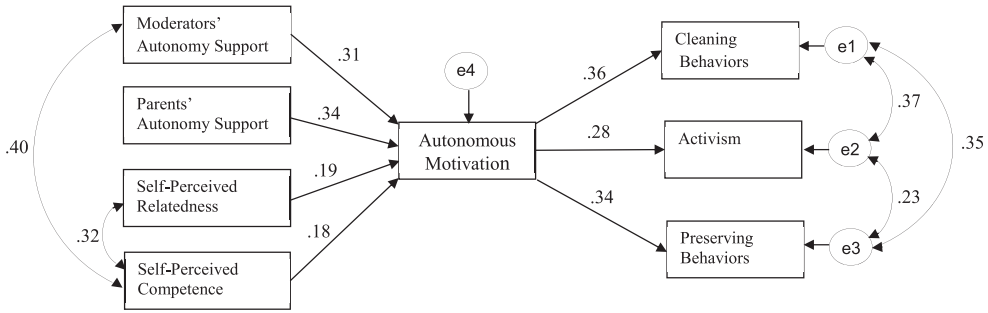 Moderators’
Autonomy Support
Parents’
Autonomy Support
Self-Perceived
Relatedness
Self-Perceived
Competence
.40
.32
.31
.34
.19
.18
e4
Autonomous
Motivation
.36
.28
.34
Cleaning
Behaviors
Activism
Preserving
Behaviors
e1
e2
e3
.37
.23
.35